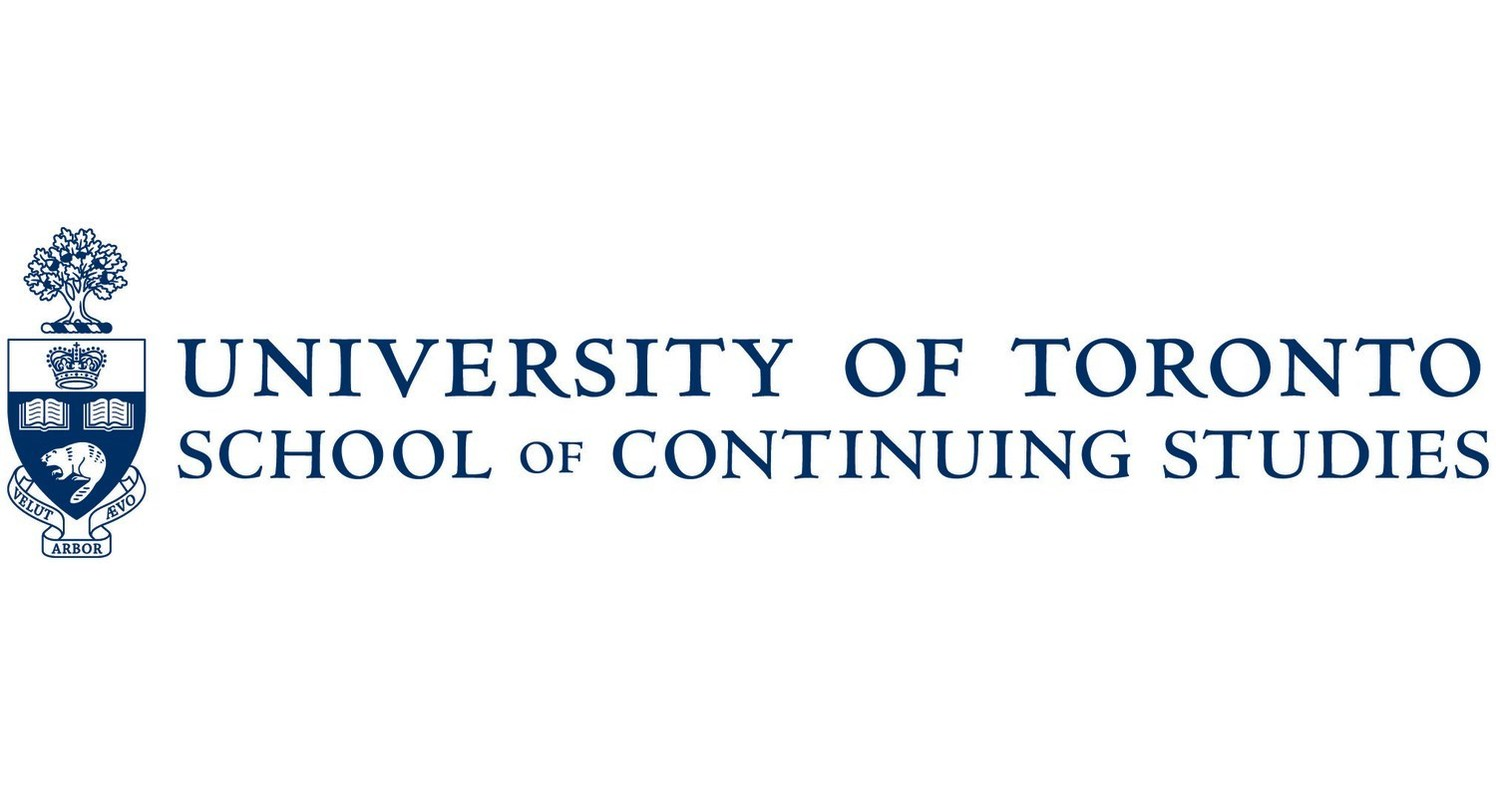 UNIVERSITY OF TORONTO
SCHOOL OF CONTINUING STUDIES
VELUT
ARBOR
ÆVO